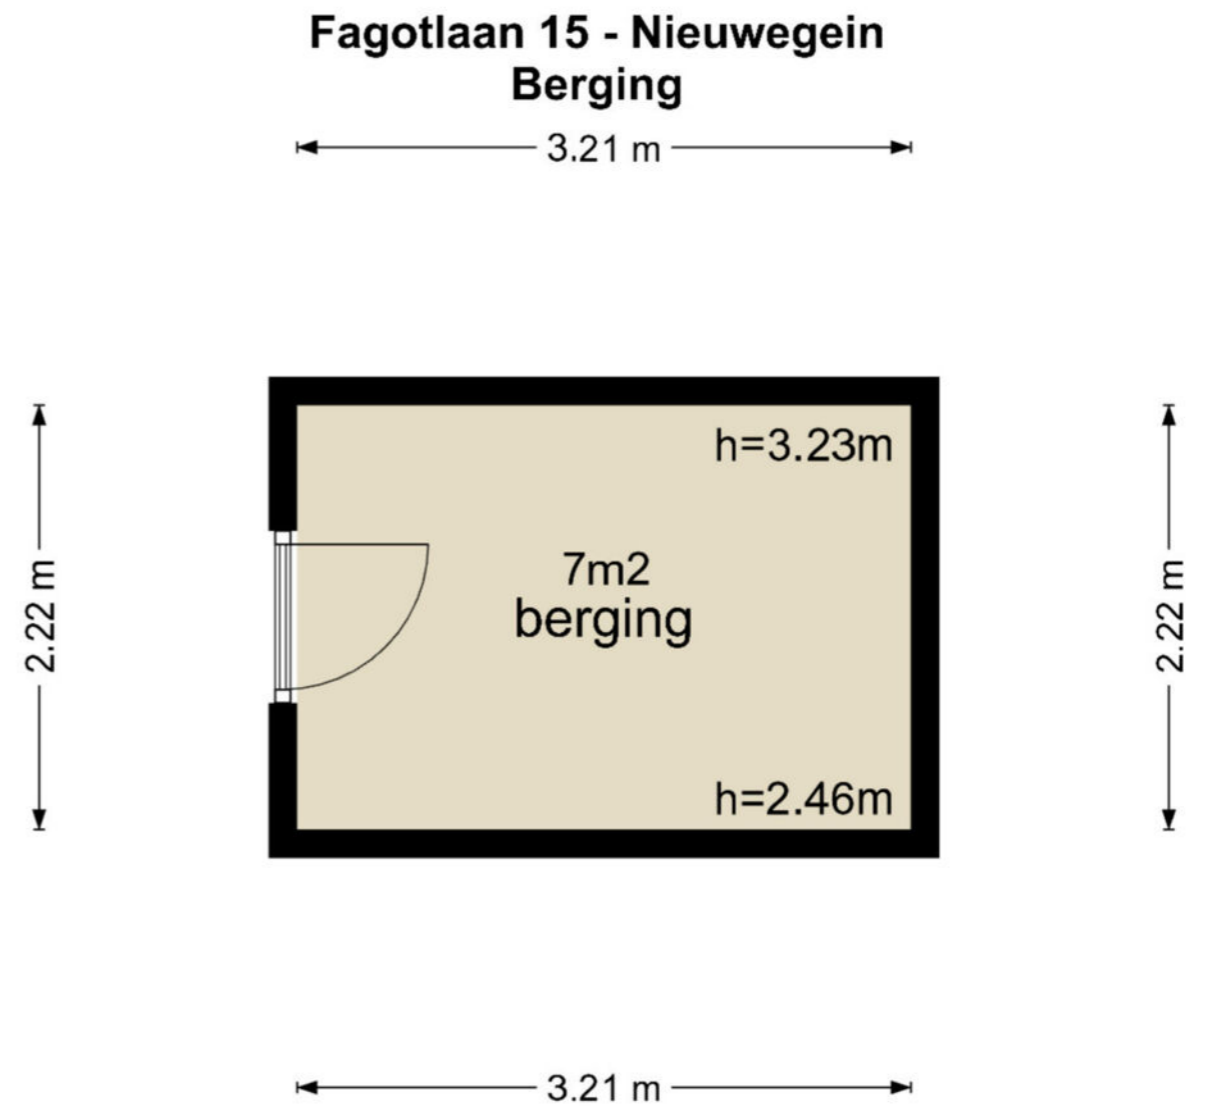 Fagotlaan 15 - Nieuwegein
Berging
3.21 m
h=3.23m
7m2
berging
2.22 m
2.22 m
h=2.46m
3.21 m